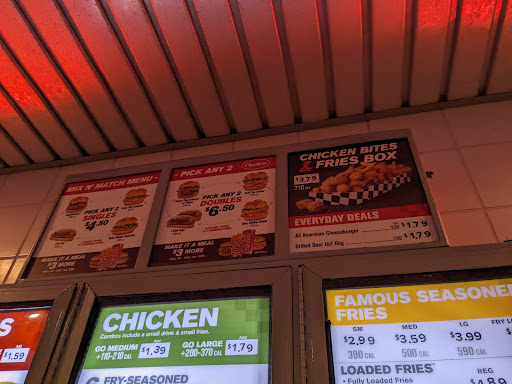 MIX N' MATCH MENU
PICK ANY 2
SINGLES
$4.50
MAKE IT A MEAL
$3 MORE
PICK ANY 2
Checkers
PICK ANY 2
DOUBLES
$6.50
MAKE IT A MEAL
$3 MORE
CHICKEN BITES
& FRIES BOX
$3.79
710 CAL
EVERYDAY DEALS
All American Cheeseburger $1.79
Grilled Beef Hot Dog $1.79
S
$1.59
CHICKEN
Combos include a small drink & small fries.
GO MEDIUM +110-210 CAL $1.39
GO LARGE +200-370 CAL $1.79
FRY-SEASONED
FAMOUS SEASONED
FRIES
SM MED LG FRY
$2.99 $3.59 $3.99
390 CAL 500 CAL 590 CAL
LOADED FRIES REG
• Fully Loaded Fries